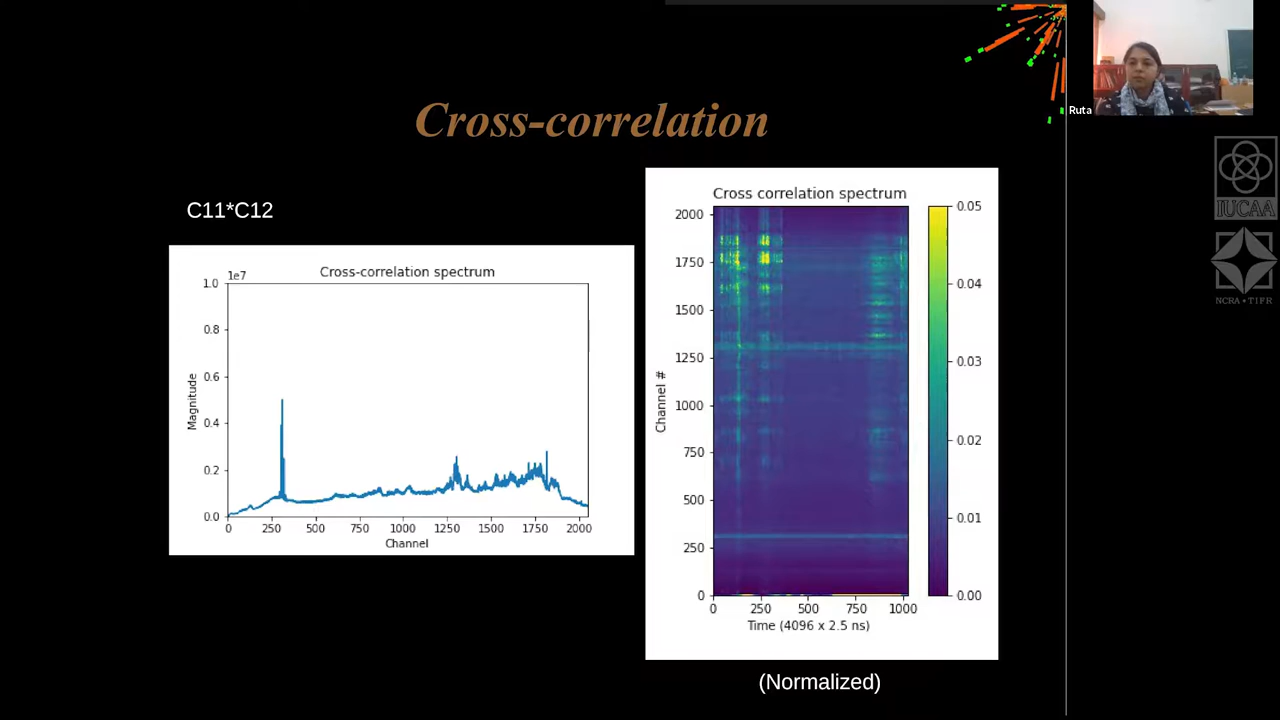 Ruta
Cross-correlation
IUCAA
NCRA • TIFR
C11*C12
Cross-correlation spectrum
1e7
1.0
0.8
0.6
0.4
0.2
0.0
Magnitude
0 250 500 750 1000 1250 1500 1750 2000
Channel
Cross correlation spectrum
2000
1750
1500
1250
1000
750
500
250
0
Channel #
0 250 500 750 1000
Time (4096 x 2.5 ns)
0.05
0.04
0.03
0.02
0.01
0.00
(Normalized)